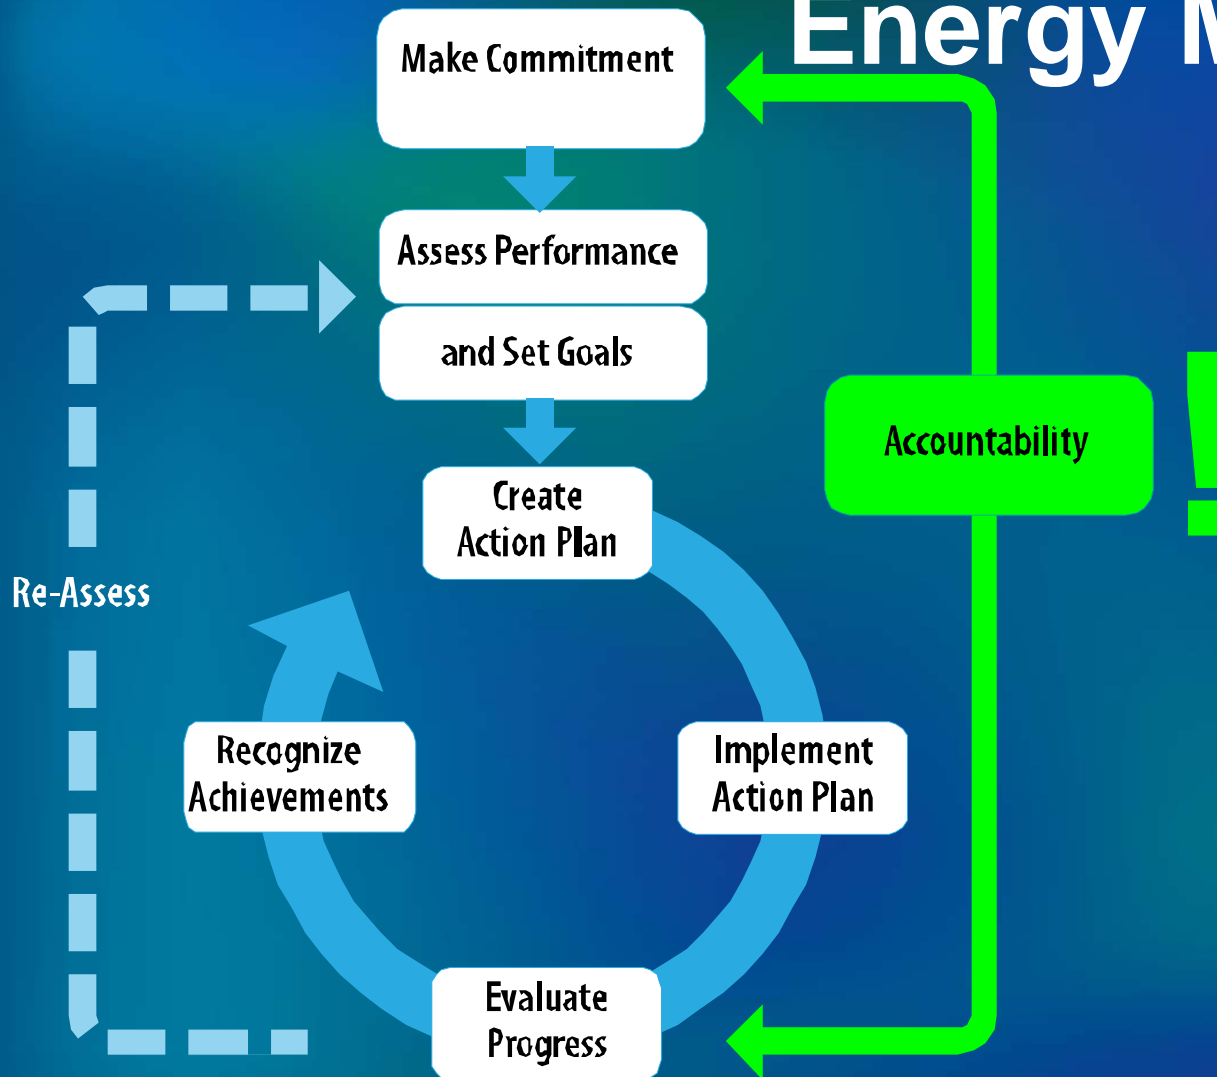 Energy M
Make Commitment
Assess Performance
and Set Goals
Accountability
!
Create
Action Plan
Re-Assess
Recognize
Achievements
Implement
Action Plan
Evaluate
Progress